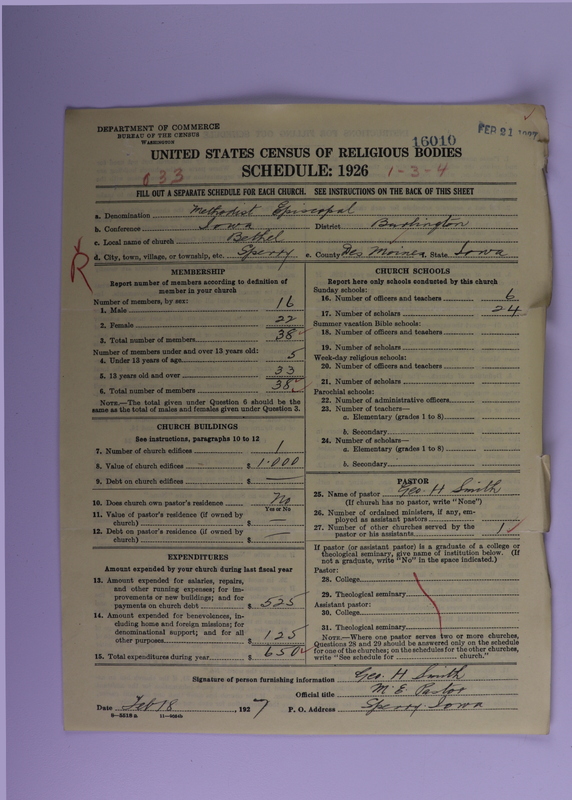 DEPARTMENT OF COMMERCE
BUREAU OF THE CENSUS
WASHINGTON
16010
FEB 21 1927
UNITED STATES CENSUS OF RELIGIOUS BODIES
033
SCHEDULE: 1926
1-3-4
FILL OUT A SEPARATE SCHEDULE FOR EACH CHURCH. SEE INSTRUCTIONS ON THE BACK OF THIS SHEET
a. Denomination Methodist Episcopal
b. Conference Iowa District Burlington
c. Local name of church Bethel
d. City, town, village, or township, etc. Sperry e. County Des Moines State Iowa
R
MEMBERSHIP
Report number of members according to definition of
member in your church
Number of members, by sex:
1. Male 16
2. Female 22
3. Total number of members 38
Number of members under and over 13 years old:
4. Under 13 years of age 5
5. 13 years old and over 33
6. Total number of members 38
NOTE.—The total given under Question 6 should be the
same as the total of males and females given under Question 3.
CHURCH BUILDINGS
See instructions, paragraphs 10 to 12
7. Number of church edifices 1
8. Value of church edifices $ 1.000
9. Debt on church edifices $ —
10. Does church own pastor's residence No
Yes or No
11. Value of pastor's residence (if owned by
church) $ —
12. Debt on pastor's residence (if owned by
church) $ —
EXPENDITURES
Amount expended by your church during last fiscal year
13. Amount expended for salaries, repairs,
and other running expenses; for im-
provements or new buildings; and for
payments on church debt $ 525
14. Amount expended for benevolences, in-
cluding home and foreign missions; for
denominational support; and for all
other purposes $ 125
15. Total expenditures during year $ 650
CHURCH SCHOOLS
Report here only schools conducted by this church
Sunday schools:
16. Number of officers and teachers 6
17. Number of scholars 24
Summer vacation Bible schools:
18. Number of officers and teachers
19. Number of scholars
Week-day religious schools:
20. Number of officers and teachers
21. Number of scholars
Parochial schools:
22. Number of administrative officers
23. Number of teachers—
a. Elementary (grades 1 to 8)
b. Secondary
24. Number of scholars—
a. Elementary (grades 1 to 8)
b. Secondary
PASTOR
25. Name of pastor Geo. H Smith
(If church has no pastor, write "None")
26. Number of ordained ministers, if any, em-
ployed as assistant pastors
27. Number of other churches served by the
pastor or his assistants 1
If pastor (or assistant pastor) is a graduate of a college or
theological seminary, give name of institution below. (If
not a graduate, write "No" in the space indicated.)
Pastor:
28. College
29. Theological seminary
Assistant pastor:
30. College
31. Theological seminary
NOTE.—Where one pastor serves two or more churches,
Questions 28 and 29 should be answered only on the schedule
for one of the churches; on the schedules for the other churches,
write "See schedule for church."
Signature of person furnishing information Geo. H Smith
Official title M E Pastor
Date Feb 18, 1927 P. O. Address Sperry Iowa